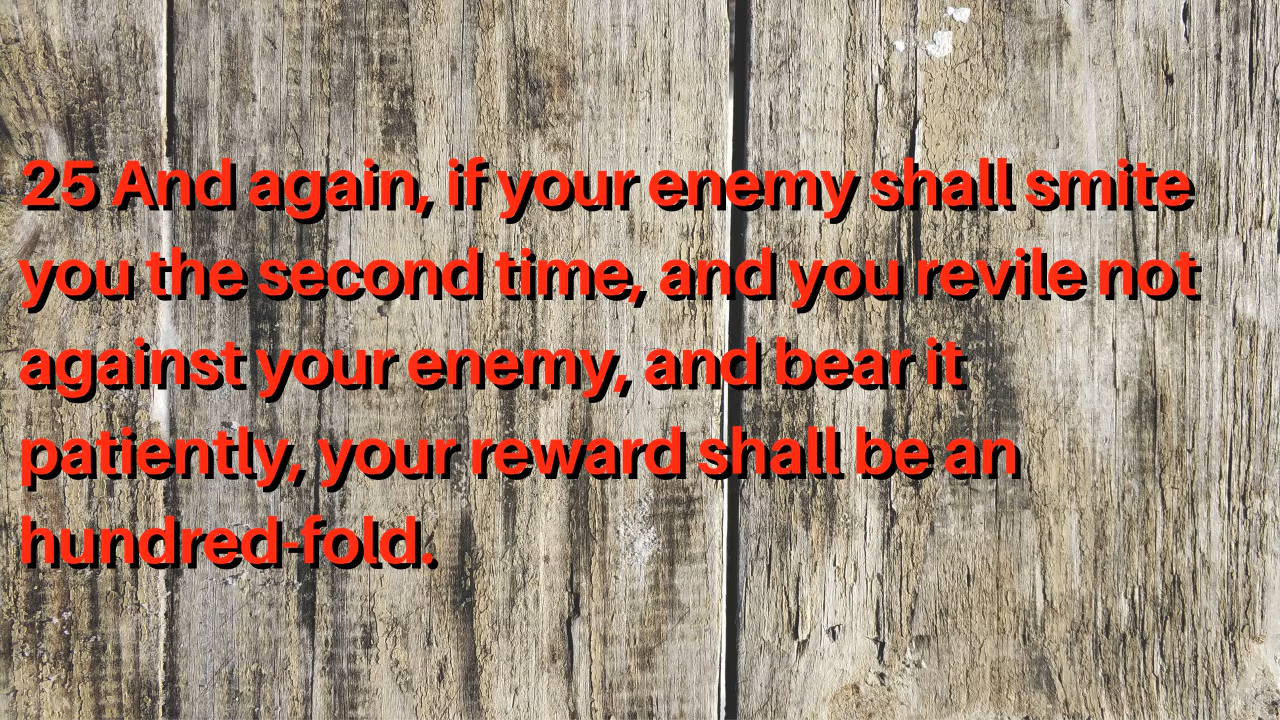 25 And again, if your enemy shall smite
you the second time, and you revile not
against your enemy, and bear it
patiently, your reward shall be an
hundred-fold.